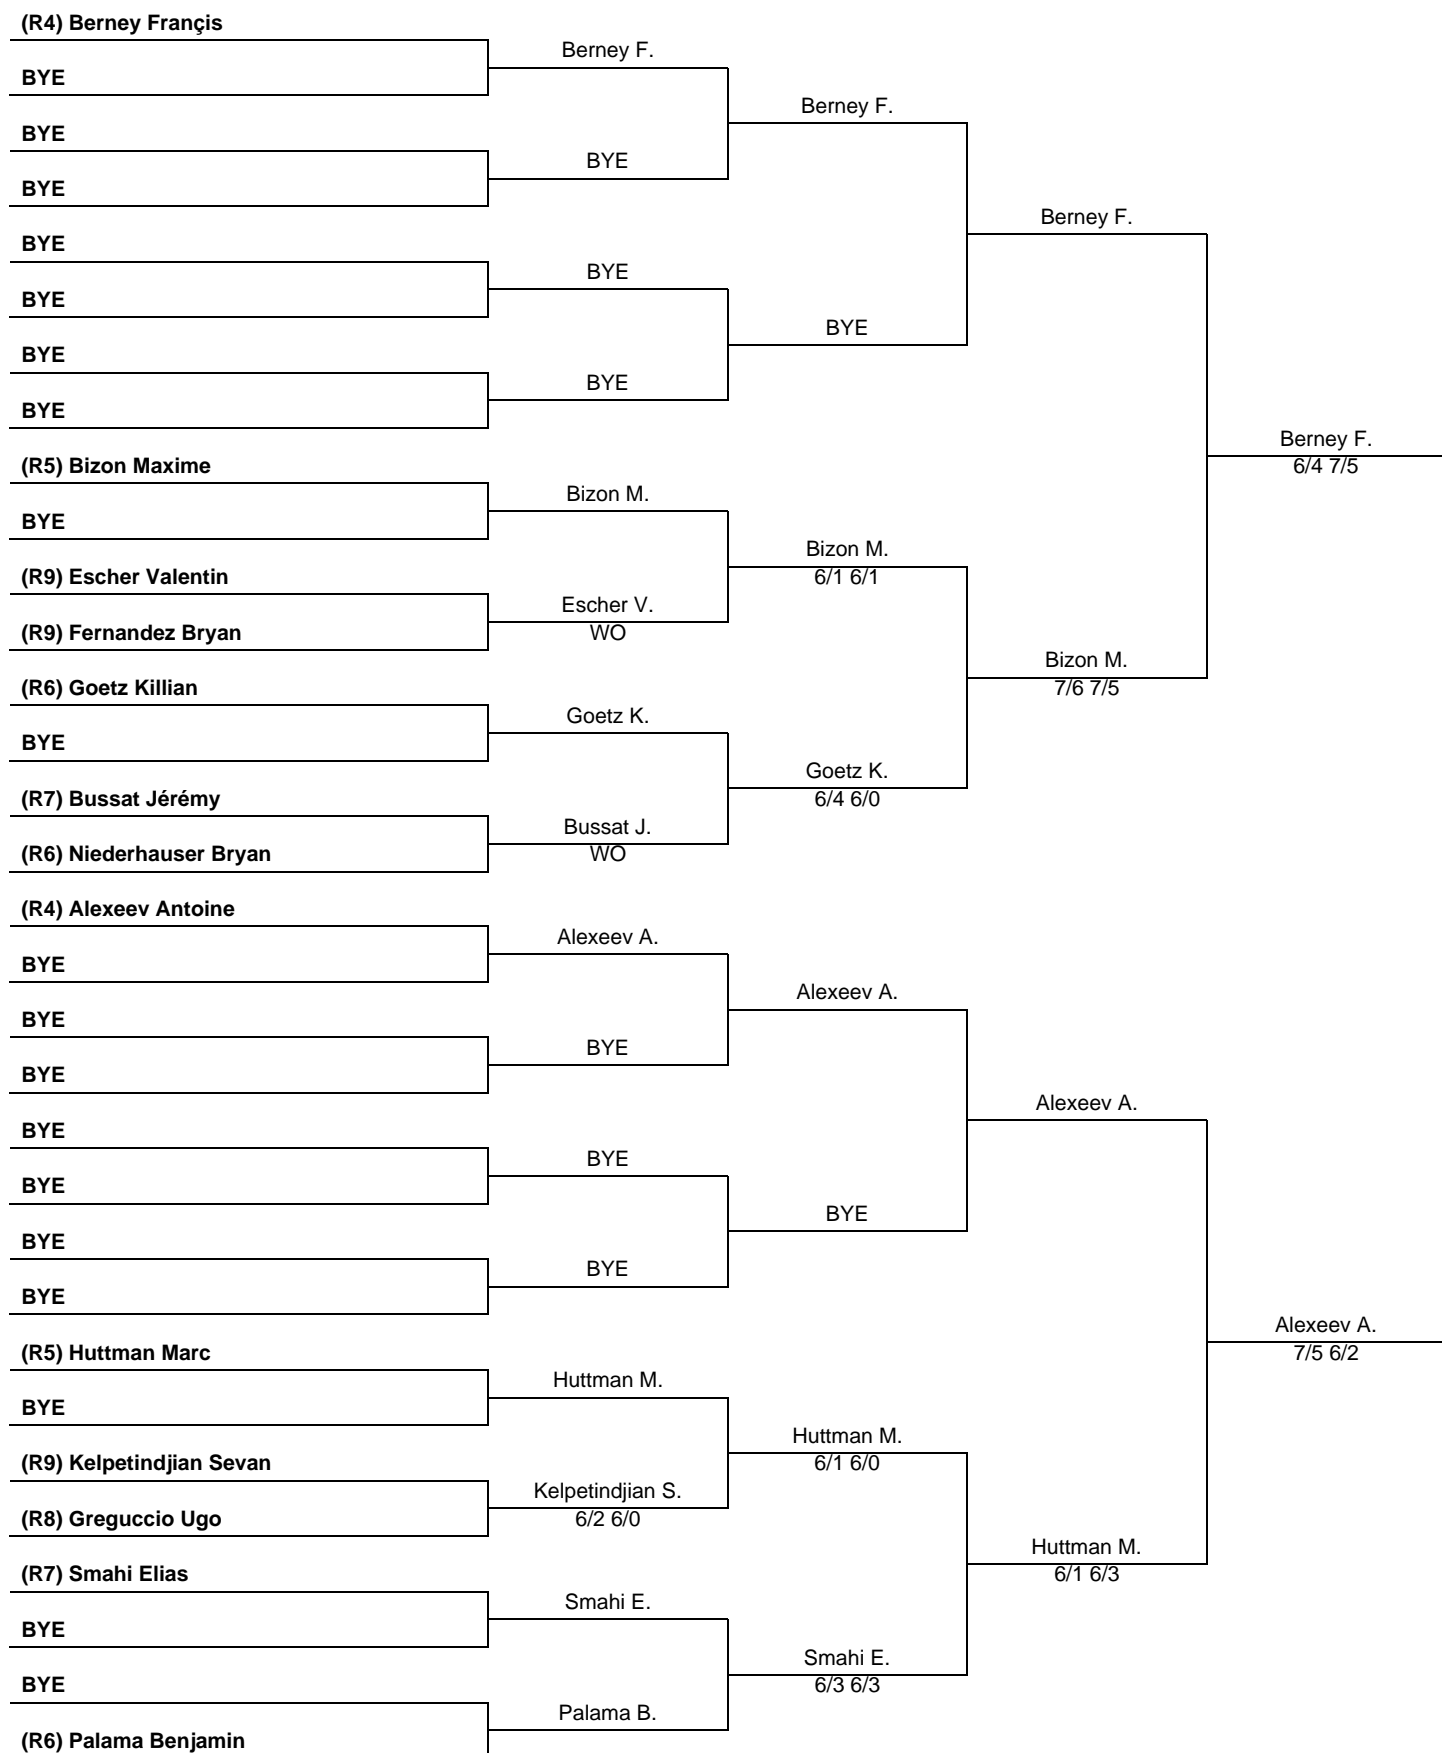 (R4) Berney Françis
BYE
BYE
BYE
BYE
BYE
BYE
BYE
(R5) Bizon Maxime
BYE
(R9) Escher Valentin
(R9) Fernandez Bryan
(R6) Goetz Killian
BYE
(R7) Bussat Jérémy
(R6) Niederhauser Bryan
(R4) Alexeev Antoine
BYE
BYE
BYE
BYE
BYE
BYE
BYE
(R5) Huttman Marc
BYE
(R9) Kelpetindjian Sevan
(R8) Greguccio Ugo
(R7) Smahi Elias
BYE
BYE
(R6) Palama Benjamin
Berney F.
BYE
BYE
BYE
Bizon M.
Escher V.
WO
Goetz K.
Bussat J.
WO
Alexeev A.
BYE
BYE
BYE
Huttman M.
Kelpetindjian S.
6/2 6/0
Smahi E.
Palama B.
Berney F.
BYE
Bizon M.
6/1 6/1
Goetz K.
6/4 6/0
Alexeev A.
BYE
Huttman M.
6/1 6/0
Smahi E.
6/3 6/3
Berney F.
Bizon M.
7/6 7/5
Alexeev A.
Huttman M.
6/1 6/3
Berney F.
6/4 7/5
Alexeev A.
7/5 6/2